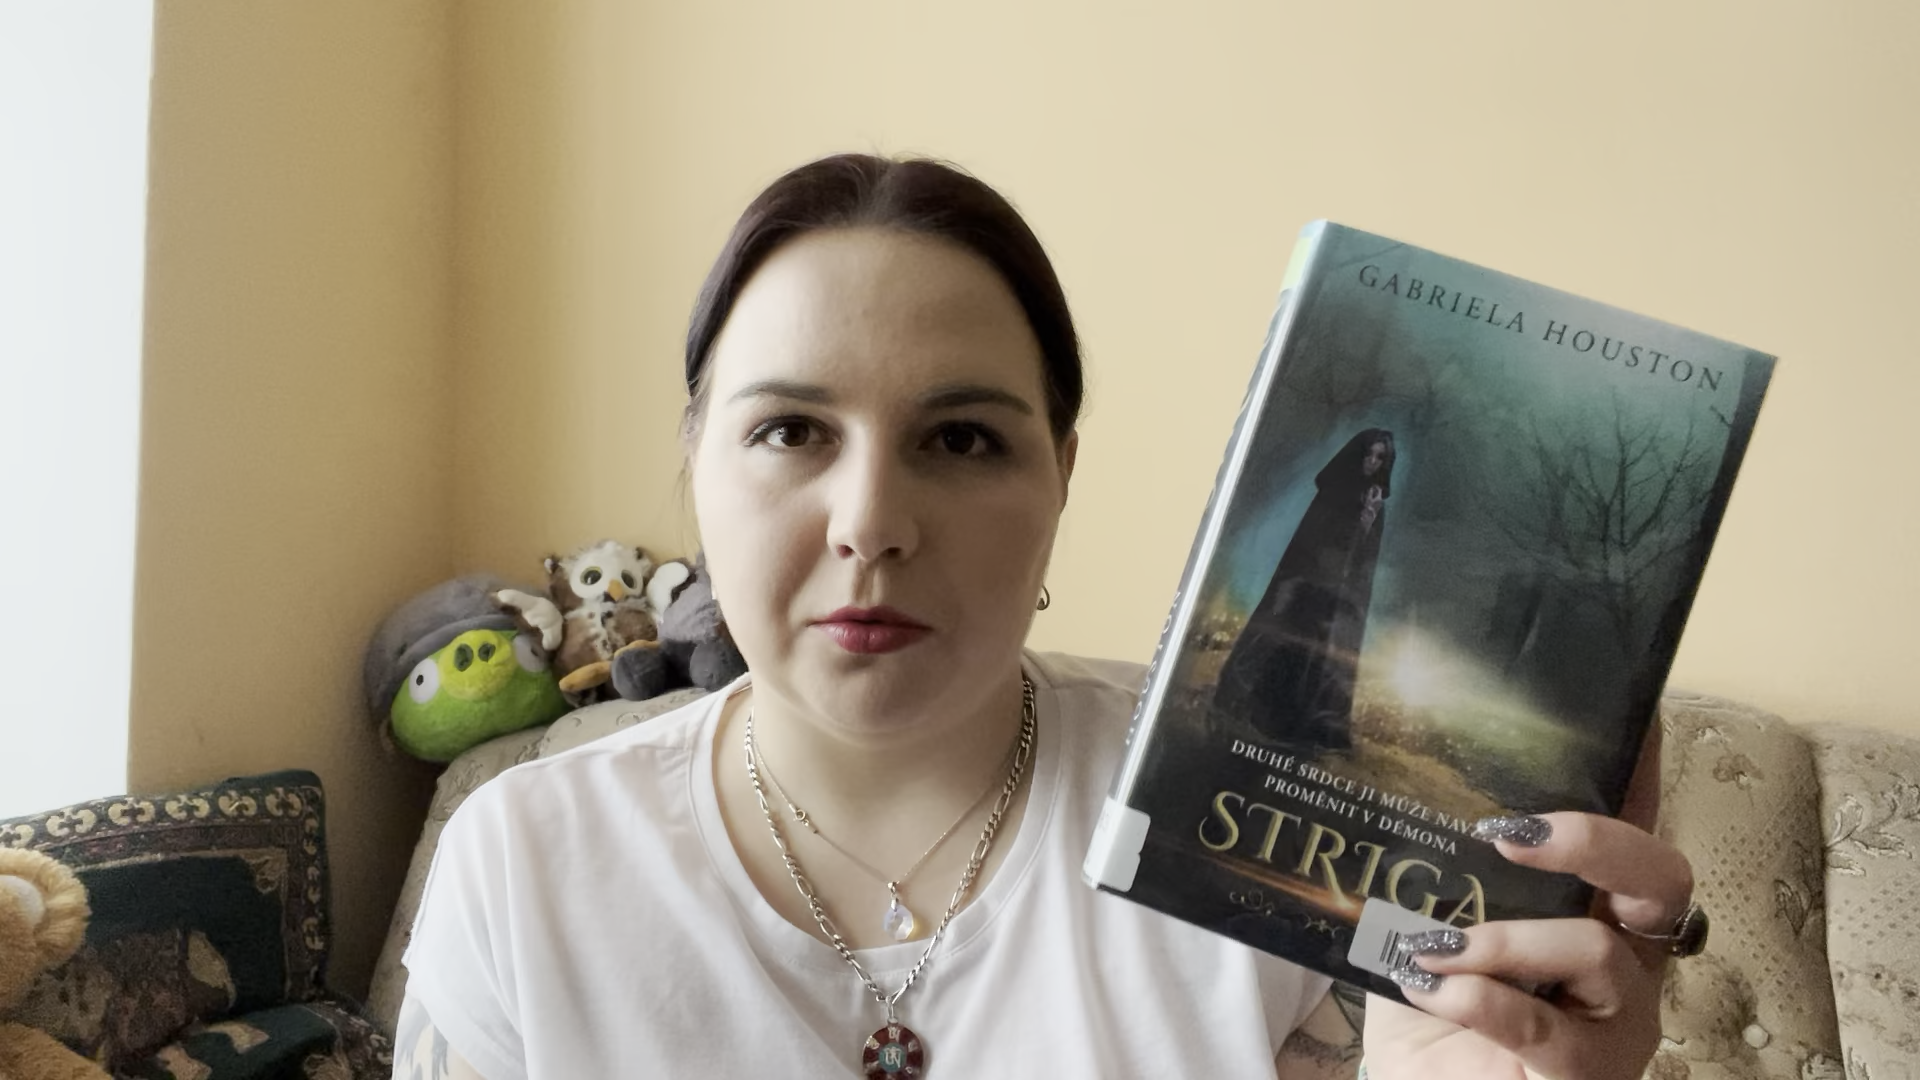 GABRIELA HOUSTON
DRUHÉ SRDCE JI MŮŽE
PROMĚNIT V DÉMONA
STRIGA